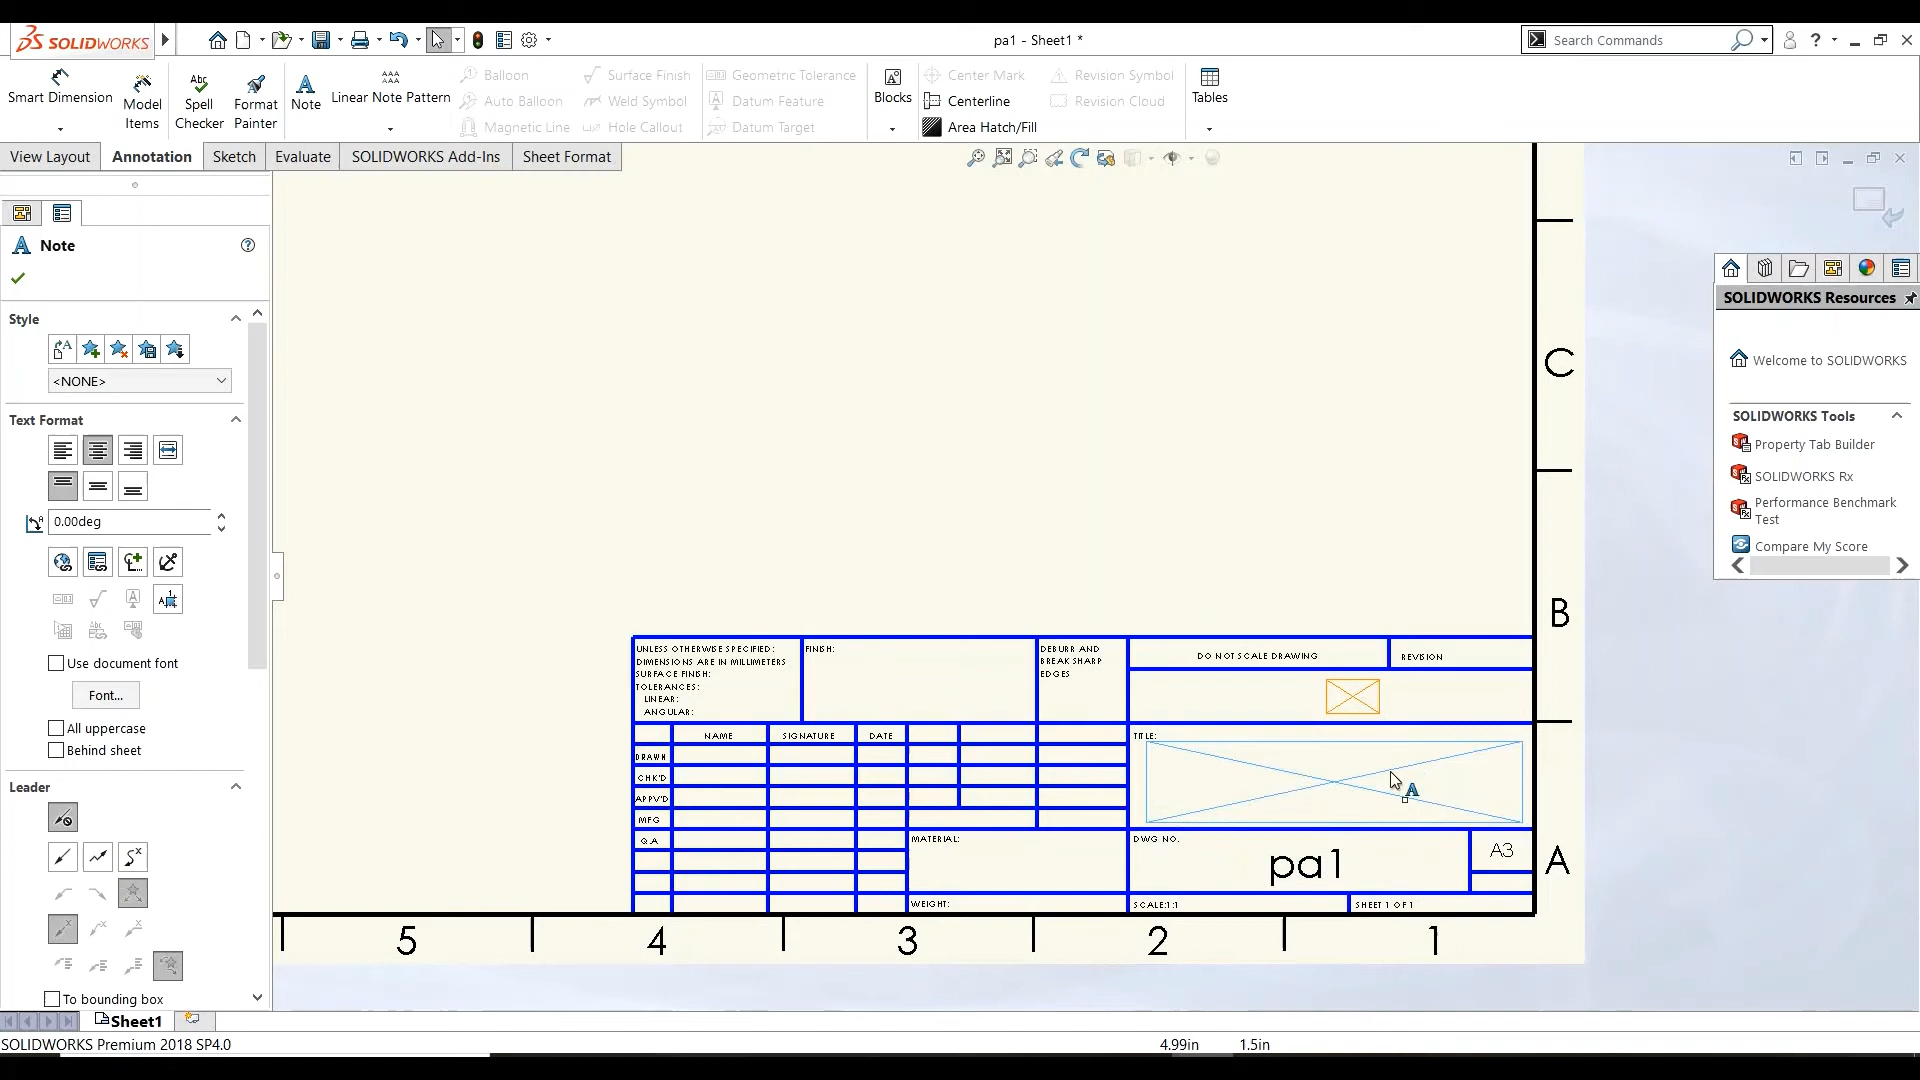 SOLIDWORKS
pa1 - Sheet1 *
Search Commands
?
Smart Dimension
Model Items
Spell Checker
Format Painter
Note
Linear Note Pattern
Balloon
Auto Balloon
Magnetic Line
Surface Finish
Weld Symbol
Hole Callout
Geometric Tolerance
Datum Feature
Datum Target
Blocks
Center Mark
Centerline
Area Hatch/Fill
Revision Symbol
Revision Cloud
Tables
View Layout
Annotation
Sketch
Evaluate
SOLIDWORKS Add-Ins
Sheet Format
Note
Style
<NONE>
Text Format
0.00deg
Use document font
Font...
All uppercase
Behind sheet
Leader
To bounding box
SOLIDWORKS Resources
Welcome to SOLIDWORKS
SOLIDWORKS Tools
Property Tab Builder
SOLIDWORKS Rx
Performance Benchmark
Test
Compare My Score
C
B
A
UNLESS OTHERWISE SPECIFIED:
DIMENSIONS ARE IN MILLIMETERS
SURFACE FINISH:
TOLERANCES:
LINEAR:
ANGULAR:
FINISH:
DEBURR AND
BREAK SHARP
EDGES
DO NOT SCALE DRAWING
REVISION
NAME
SIGNATURE
DATE
TITLE:
DRAWN
CHK'D
APPV'D
MFG
Q.A
MATERIAL:
DWG NO.
pa1
A3
WEIGHT:
SCALE:1:1
SHEET 1 OF 1
5
4
3
2
1
Sheet1
SOLIDWORKS Premium 2018 SP4.0
4.99in
1.5in